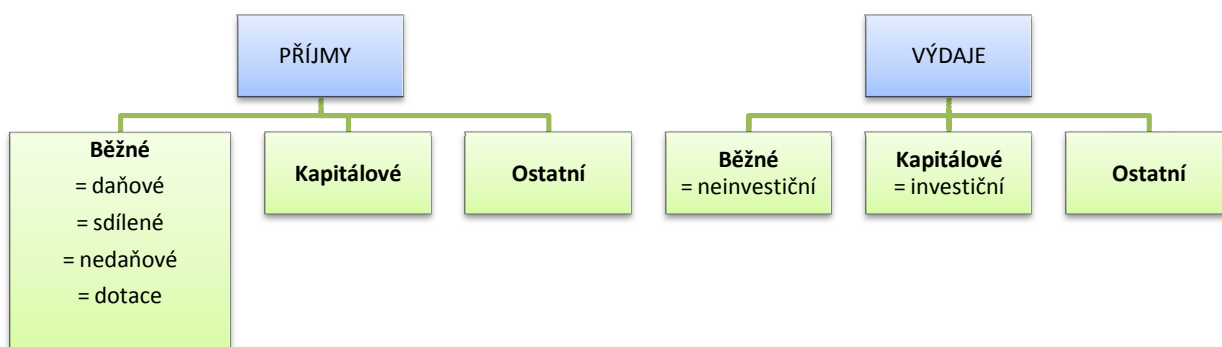 PŘÍJMY
Běžné
= daňové
= sdílené
= nedaňové
= dotace
Kapitálové
Ostatní
VÝDAJE
Běžné
= neinvestiční
Kapitálové
= investiční
Ostatní